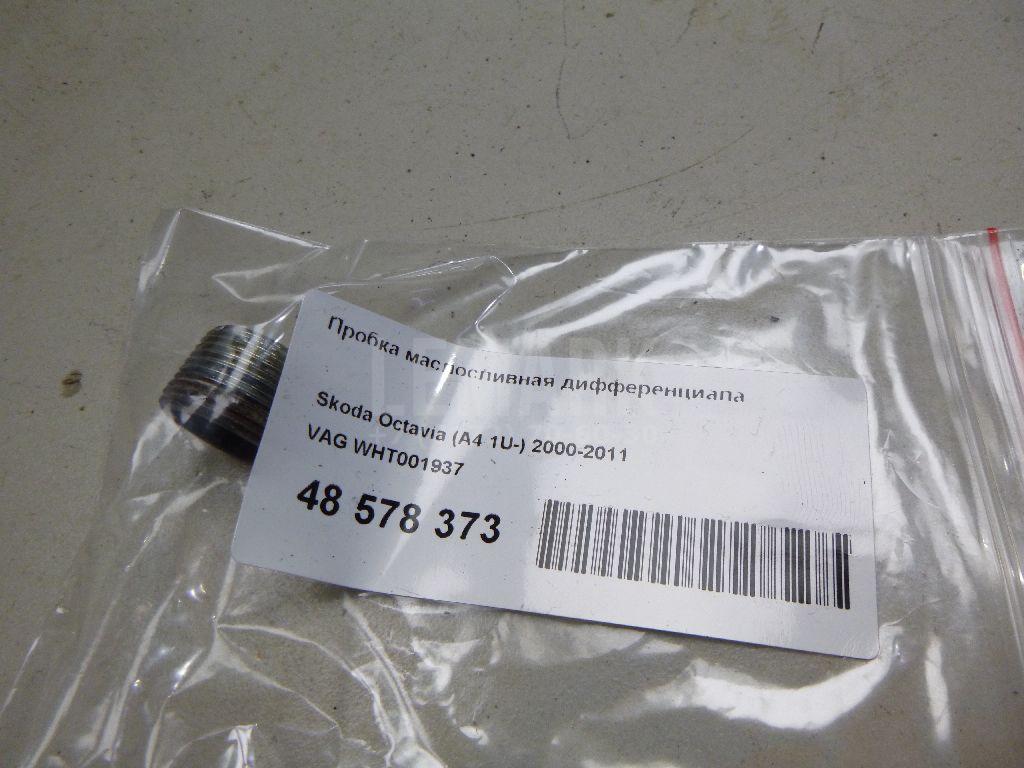 Пробка маслосливная дифференциала
Skoda Octavia (A4 1U-) 2000-2011
VAG WHT001937
48 578 373